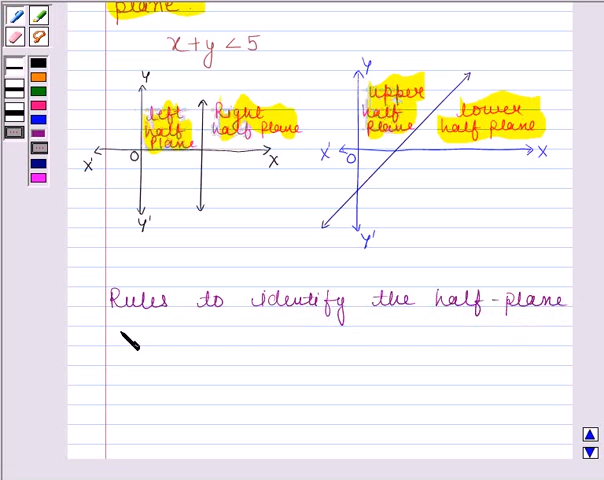 plane.
x+y < 5
Y
left half plane
Right half plane
X'
O
X
Y'
Y
upper half plane
lower half plane
X'
O
X
Y'
Rules to identify the half-plane